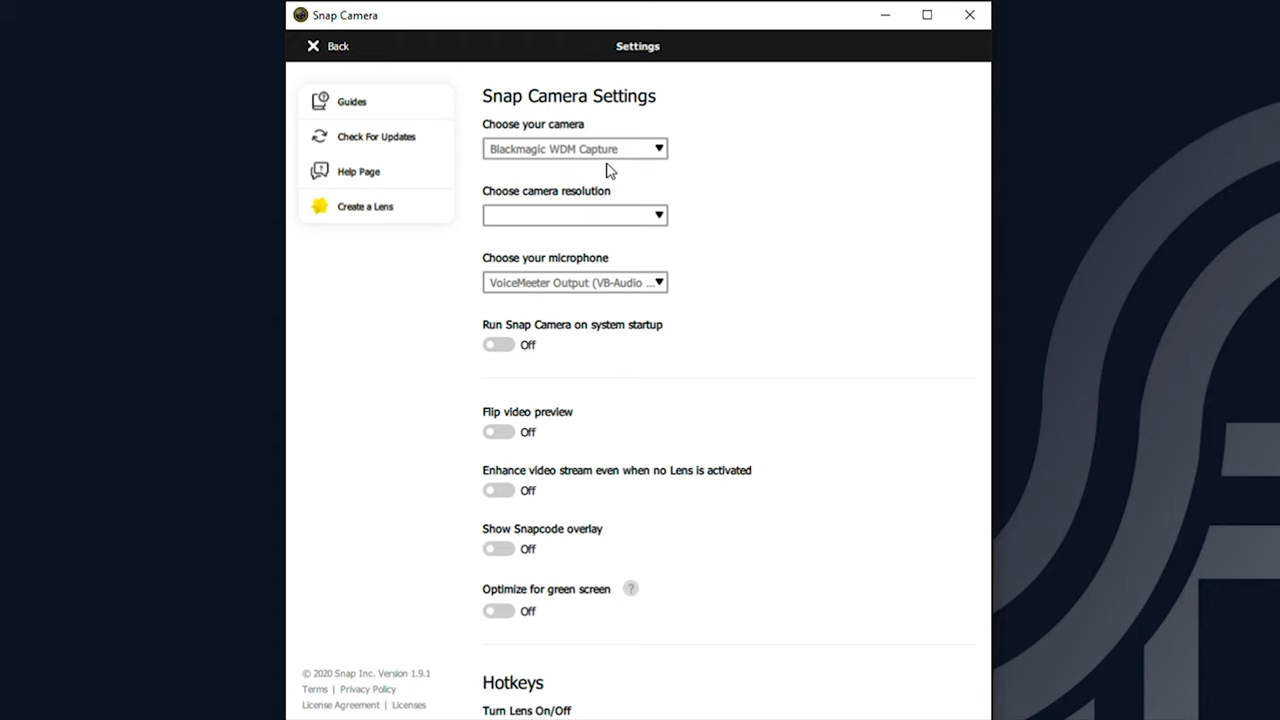 Snap Camera
Back
Settings
Guides
Check For Updates
Help Page
Create a Lens
Snap Camera Settings
Choose your camera
Blackmagic WDM Capture
Choose camera resolution
Choose your microphone
VoiceMeeter Output (VB-Audio ...
Run Snap Camera on system startup
Off
Flip video preview
Off
Enhance video stream even when no Lens is activated
Off
Show Snapcode overlay
Off
Optimize for green screen ?
Off
Hotkeys
Turn Lens On/Off
© 2020 Snap Inc. Version 1.9.1
Terms | Privacy Policy
License Agreement | Licenses